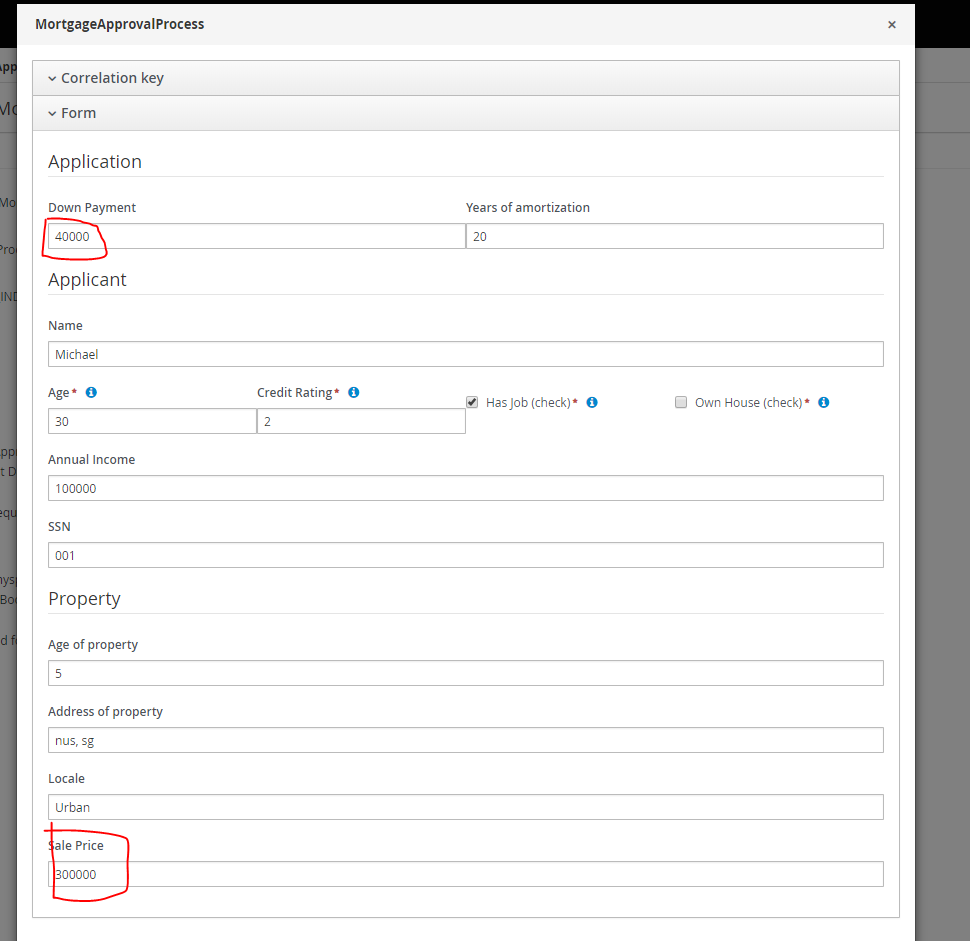 MortgageApprovalProcess ×
Correlation key
Form
Application
Down Payment Years of amortization
40000 20
Applicant
Name
Michael
Age* Credit Rating* Has Job (check)* Own House (check)*
30 2
Annual Income
100000
SSN
001
Property
Age of property
5
Address of property
nus, sg
Locale
Urban
Sale Price
300000